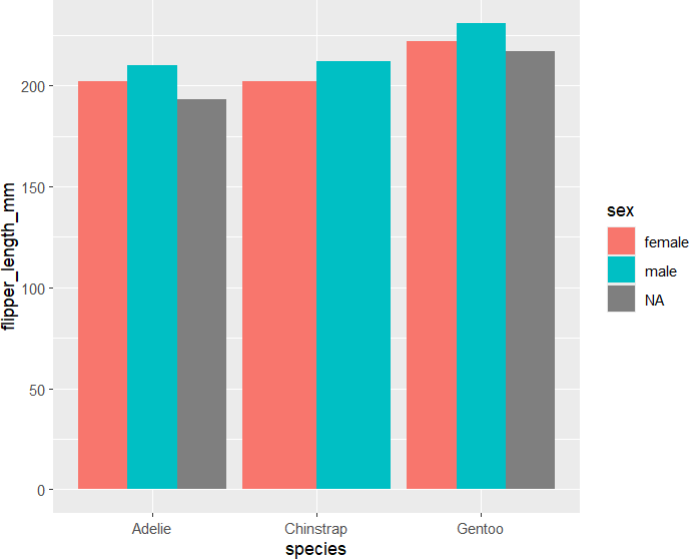 flipper_length_mm
200
150
100
50
0
Adelie Chinstrap Gentoo
species
sex
female
male
NA